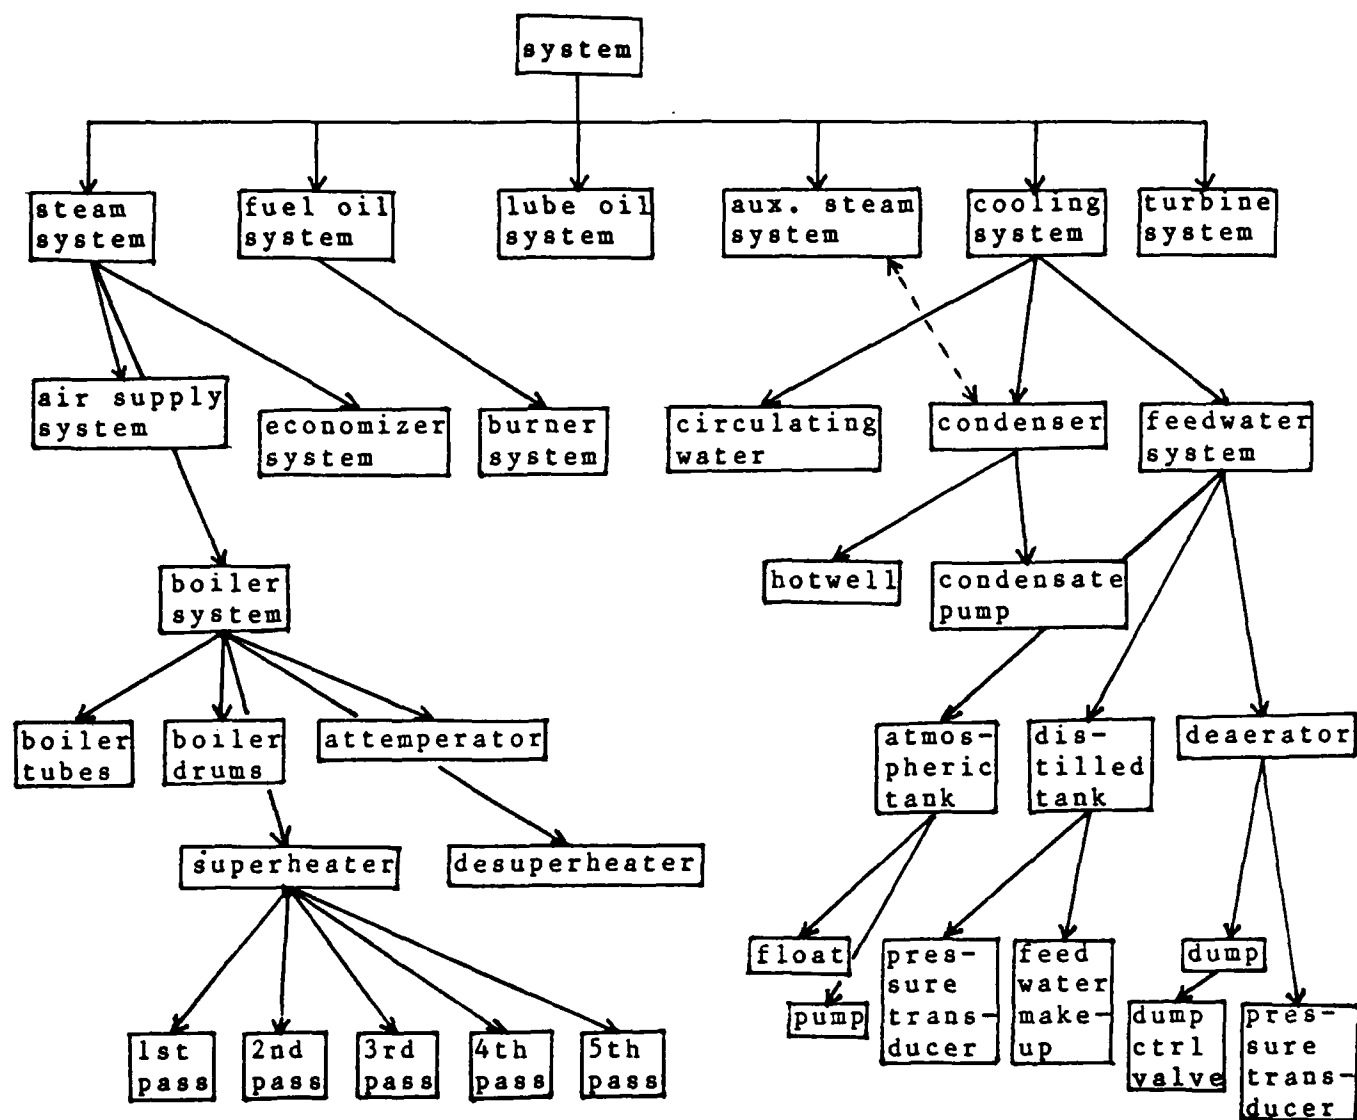 system
steam
system
fuel oil
system
lube oil
system
aux. steam
system
cooling
system
turbine
system
air supply
system
economizer
system
burner
system
circulating
water
condenser
feedwater
system
boiler
system
hotwell
condensate
pump
boiler
tubes
boiler
drums
attemperator
atmos-
pheric
tank
dis-
tilled
tank
deaerator
superheater
desuperheater
float
pump
pres-
sure
trans-
ducer
feed
water
make-
up
dump
dump
ctrl
valve
pres-
sure
trans-
ducer
1st
pass
2nd
pass
3rd
pass
4th
pass
5th
pass